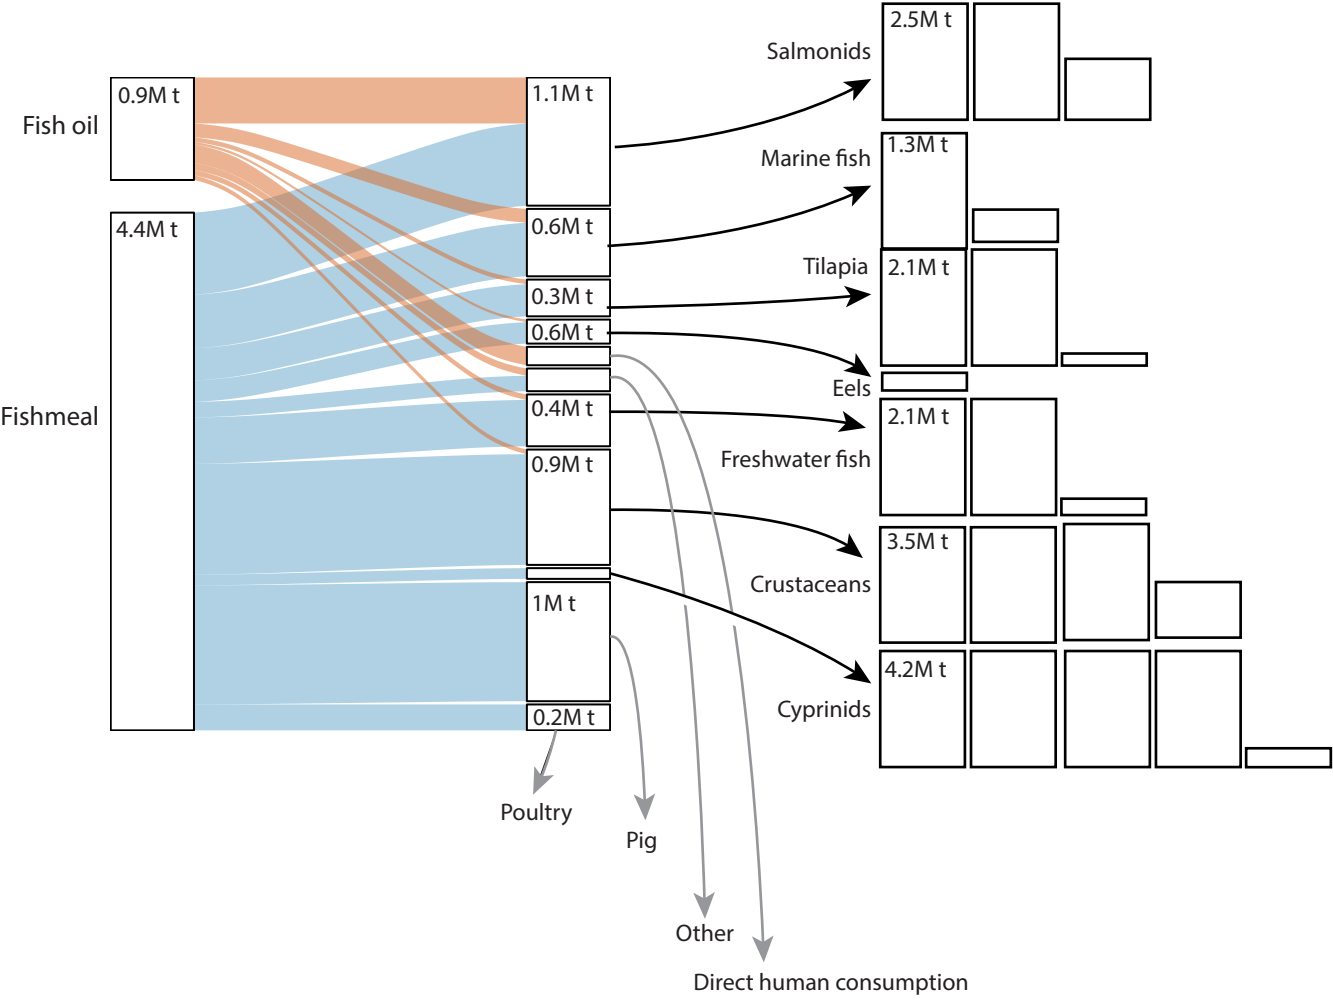 2.5M t
Salmonids
0.9M t
1.1M t
Fish oil
1.3M t
Marine fish
4.4M t
0.6M t
Tilapia
2.1M t
0.3M t
0.6M t
Eels
Fishmeal
0.4M t
2.1M t
Freshwater fish
0.9M t
3.5M t
Crustaceans
1M t
4.2M t
Cyprinids
0.2M t
Poultry
Pig
Other
Direct human consumption